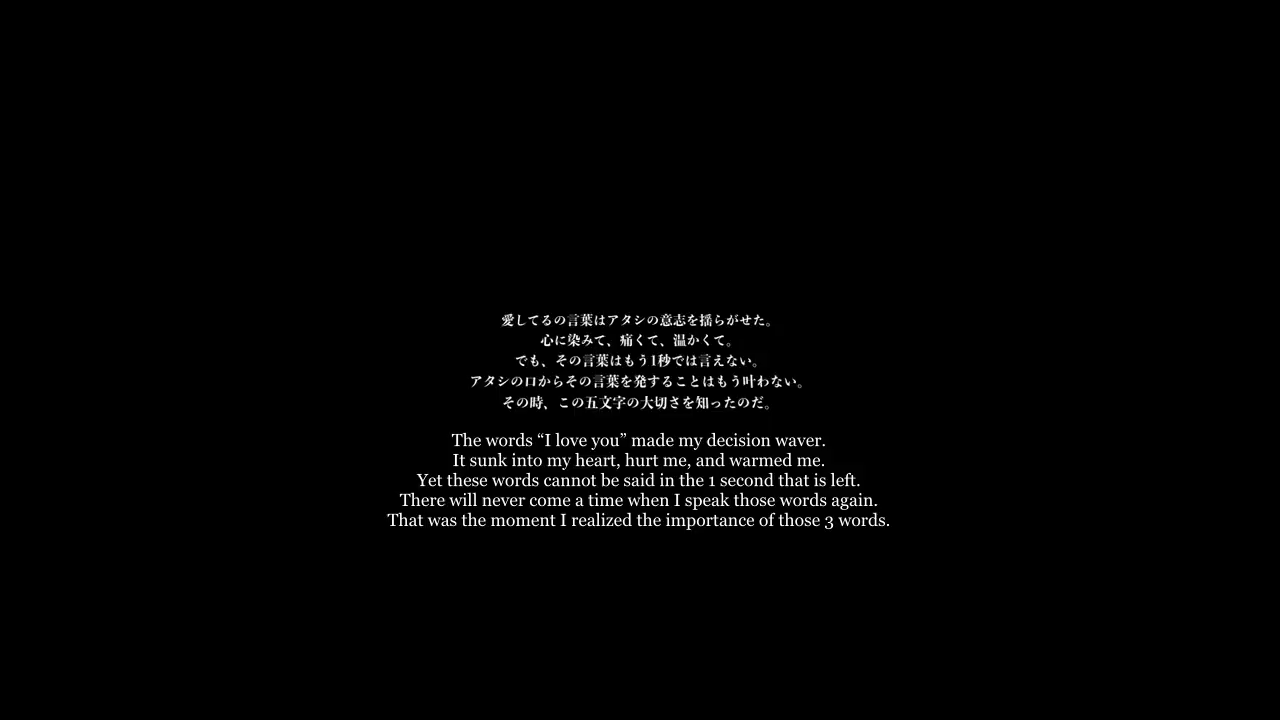 愛してるの言葉はアタシの意志を揺らがせた。
心に染みて、痛くて、温かくて。
でも、その言葉はもう1秒では言えない。
アタシの口からその言葉を発することはもう叶わない。
その時、この五文字の大切さを知ったのだ。
The words “I love you” made my decision waver.
It sunk into my heart, hurt me, and warmed me.
Yet these words cannot be said in the 1 second that is left.
There will never come a time when I speak those words again.
That was the moment I realized the importance of those 3 words.